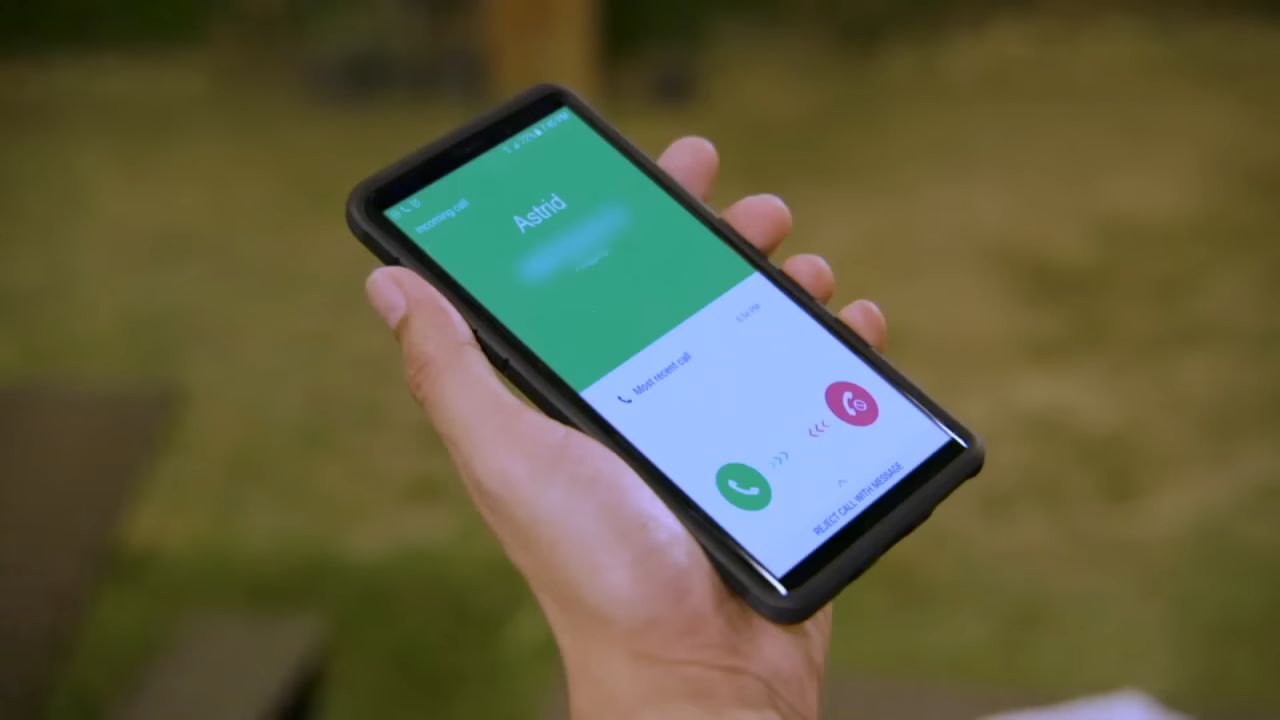 Incoming call
Astrid
Most recent call
REJECT CALL WITH MESSAGE